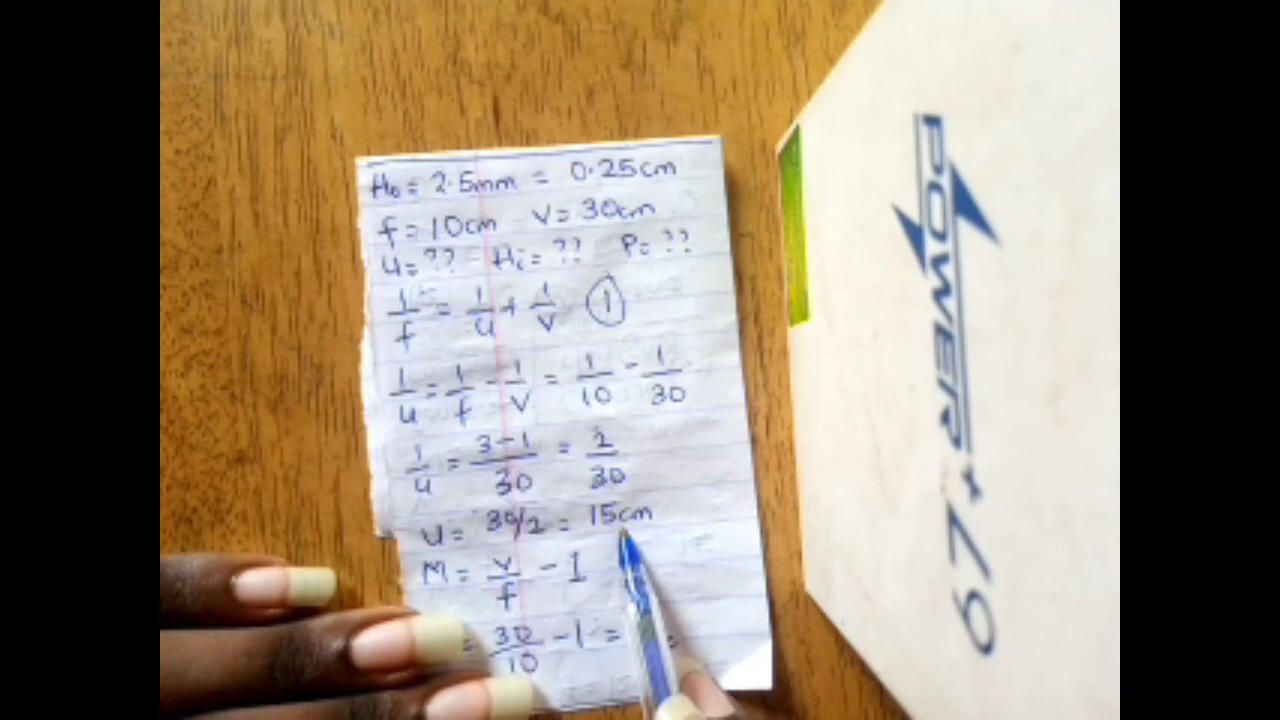 Ho = 2.5mm = 0.25cm
f = 10cm v = 30cm
u = ?? Hi = ?? P = ??
1/f = 1/u + 1/v ①
1/u = 1/f - 1/v = 1/10 - 1/30
1/u = 3-1/30 = 2/30
u = 30/2 = 15cm
M = v/f - 1
= 30/10 - 1 =
POWER+ L9